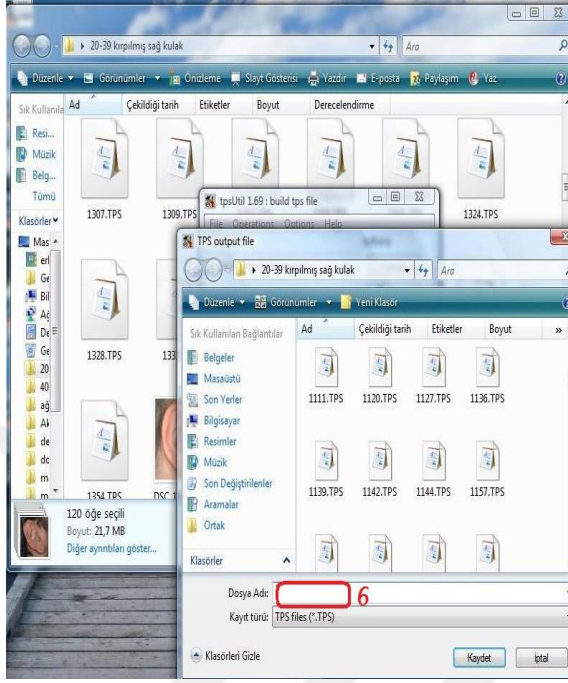 20-39 kırpılmış sağ kulak
Ara
Düzenle Görünümler Önizleme Slayt Gösterisi Yazdır E-posta Paylaşım Yaz
Sık Kullanıla
Ad Çekildiği tarih Etiketler Boyut Derecelendirme
Resi...
Müzik
Belg...
Tümü
Klasörler
Mas
1307.TPS
1309.TPS
1324.TPS
1328.TPS
1354.TPS
120 öğe seçili
Boyut: 21,7 MB
Diğer ayrıntıları göster...
tpsUtil 1.69 : build tps file
File Operations Options Help
TPS output file
20-39 kırpılmış sağ kulak
Ara
Düzenle Görünümler Yeni Klasör
Sık Kullanılan Bağlantılar
Belgeler
Masaüstü
Son Yerler
Bilgisayar
Resimler
Müzik
Son Değiştirilenler
Aramalar
Ortak
Klasörler
Ad Çekildiği tarih Etiketler Boyut »
1111.TPS 1120.TPS 1127.TPS 1136.TPS
1139.TPS 1142.TPS 1144.TPS 1157.TPS
Dosya Adı:
6
Kayıt türü: TPS files (*.TPS)
Klasörleri Gizle
Kaydet İptal